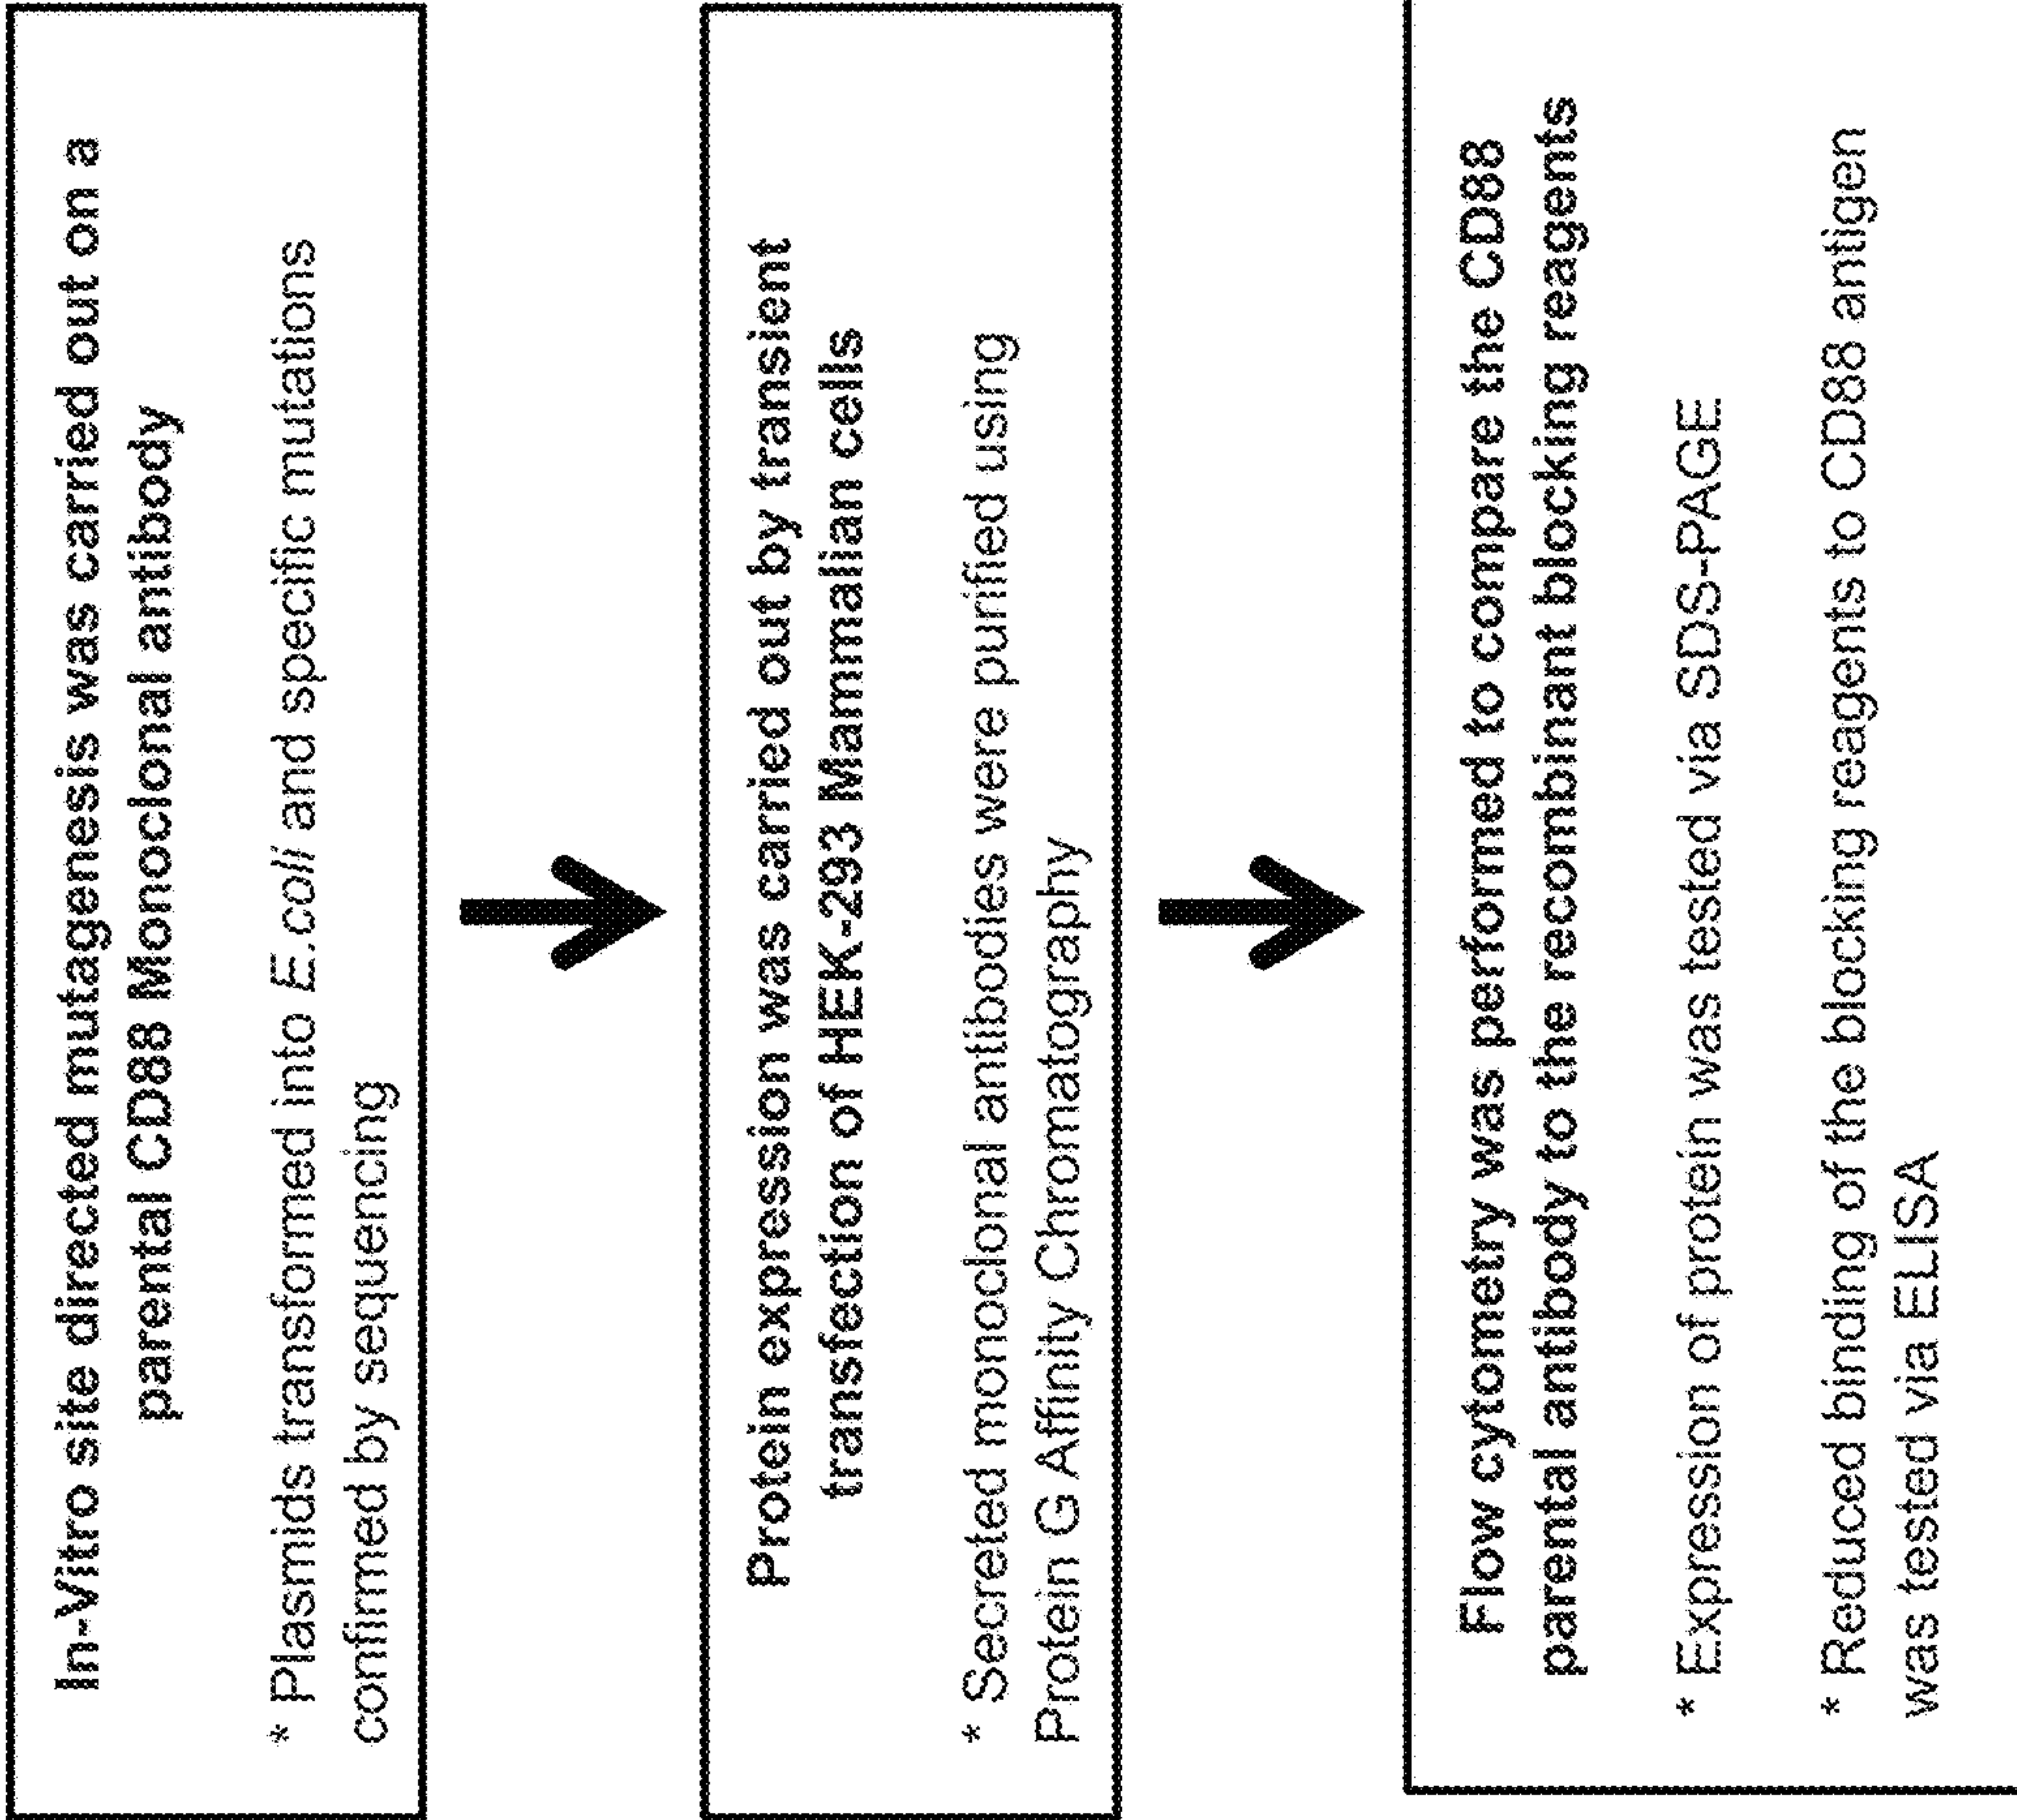 In-Vitro site directed mutagenesis was carried out on a
parental CD88 Monoclonal antibody
* Plasmids transformed into E.coli and specific mutations
confirmed by sequencing
Protein expression was carried out by transient
transfection of HEK-293 Mammalian cells
* Secreted monoclonal antibodies were purified using
Protein G Affinity Chromatography
Flow cytometry was performed to compare the CD88
parental antibody to the recombinant blocking reagents
* Expression of protein was tested via SDS-PAGE
* Reduced binding of the blocking reagents to CD88 antigen
was tested via ELISA